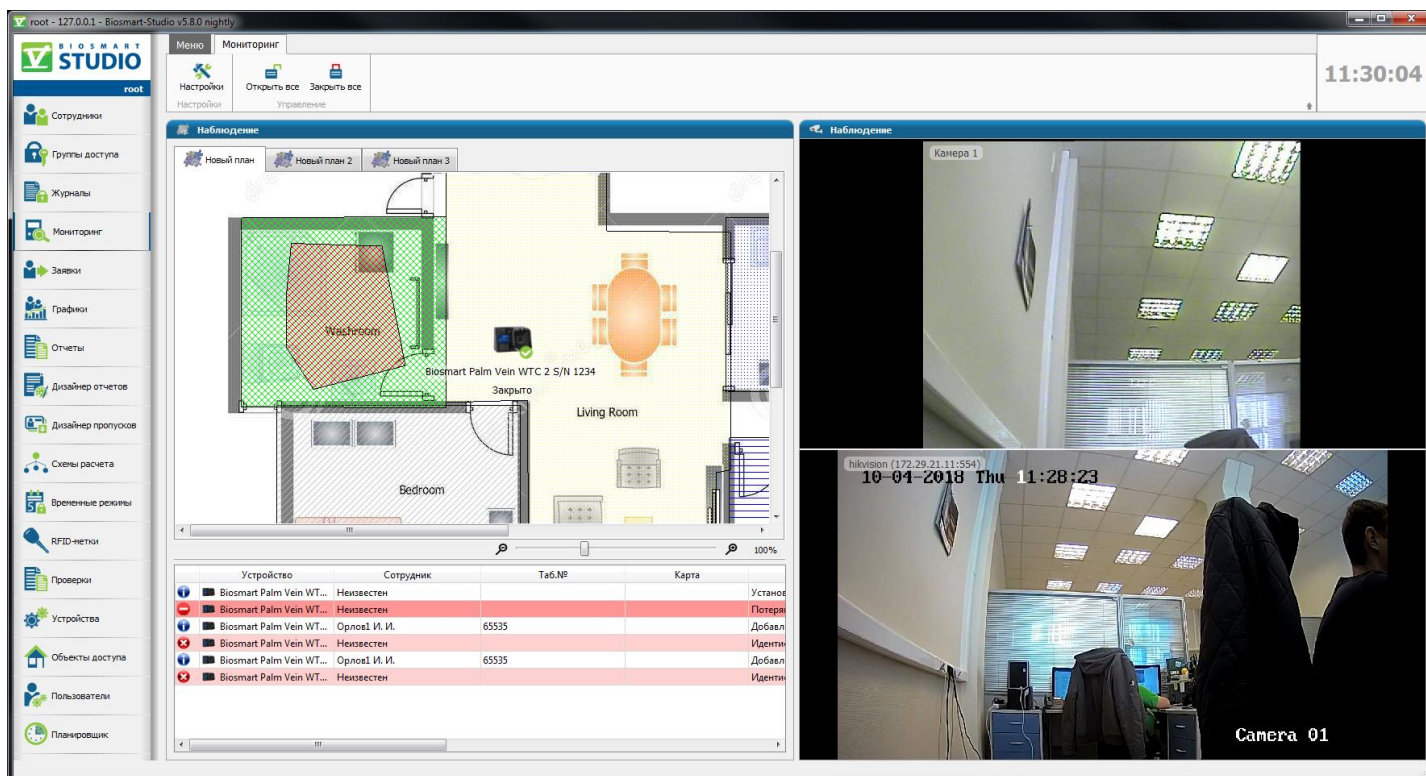 root - 127.0.0.1 - Biosmart-Studio v5.8.0 nightly
BIOSMART
STUDIO
root
Сотрудники
Группы доступа
Журналы
Мониторинг
Заявки
Графики
Отчеты
Дизайнер отчетов
Дизайнер пропусков
Схемы расчета
Временные режимы
RFID-метки
Проверки
Устройства
Объекты доступа
Пользователи
Планировщик
Меню Мониторинг
Настройки Открыть все Закрыть все
Настройки Управление
11:30:04
Наблюдение
Новый план Новый план 2 Новый план 3
Washroom
Biosmart Palm Vein WTC 2 S/N 1234
Закрыто
Living Room
Bedroom
100%
Устройство Сотрудник Таб.№ Карта
Biosmart Palm Vein WT... Неизвестен Установ
Biosmart Palm Vein WT... Неизвестен Потеря
Biosmart Palm Vein WT... Орлов1 И. И. 65535 Добавл
Biosmart Palm Vein WT... Неизвестен Иденти
Biosmart Palm Vein WT... Орлов1 И. И. 65535 Добавл
Biosmart Palm Vein WT... Неизвестен Иденти
Наблюдение
Камера 1
hikvision (172.29.21.11:554)
10-04-2018 Thu 11:28:23
Camera 01